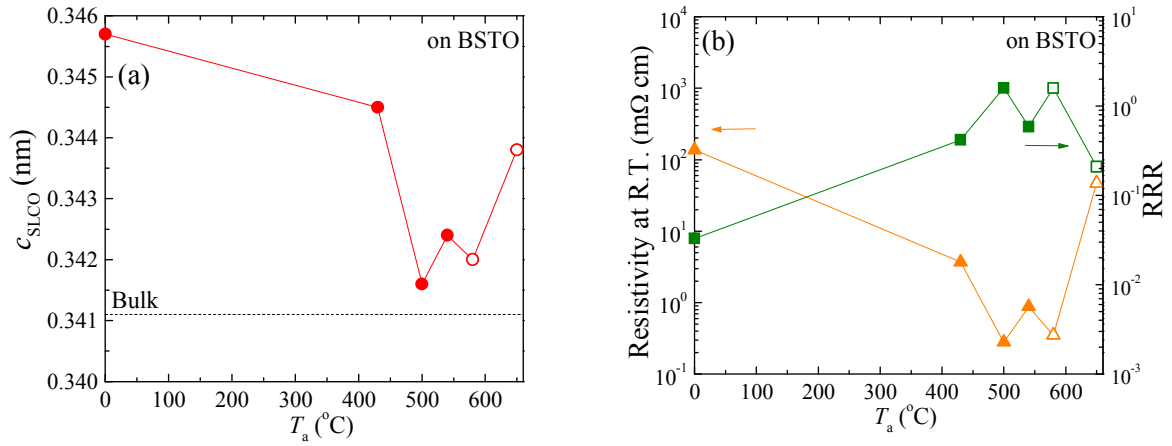 0.346
0.345
0.344
0.343
0.342
0.341
0.340
c_SLCO (nm)
on BSTO
(a)
Bulk
0 100 200 300 400 500 600
T_a (°C)
10^4
10^3
10^2
10^1
10^0
10^-1
Resistivity at R.T. (mΩ cm)
(b)
on BSTO
10^1
10^0
10^-1
10^-2
10^-3
RRR
0 100 200 300 400 500 600
T_a (°C)